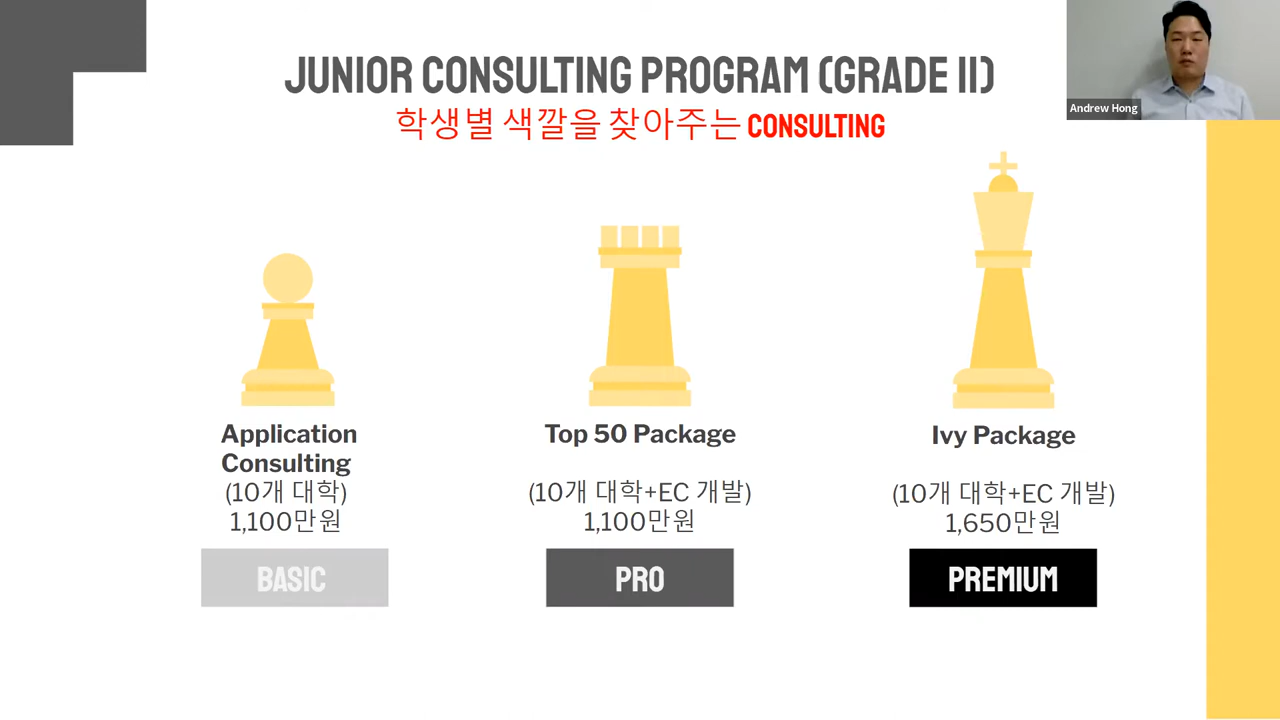 JUNIOR CONSULTING PROGRAM (GRADE 11)
학생별 색깔을 찾아주는 CONSULTING
Andrew Hong
Application
Consulting
(10개 대학)
1,100만원
BASIC
Top 50 Package
(10개 대학+EC 개발)
1,100만원
PRO
Ivy Package
(10개 대학+EC 개발)
1,650만원
PREMIUM